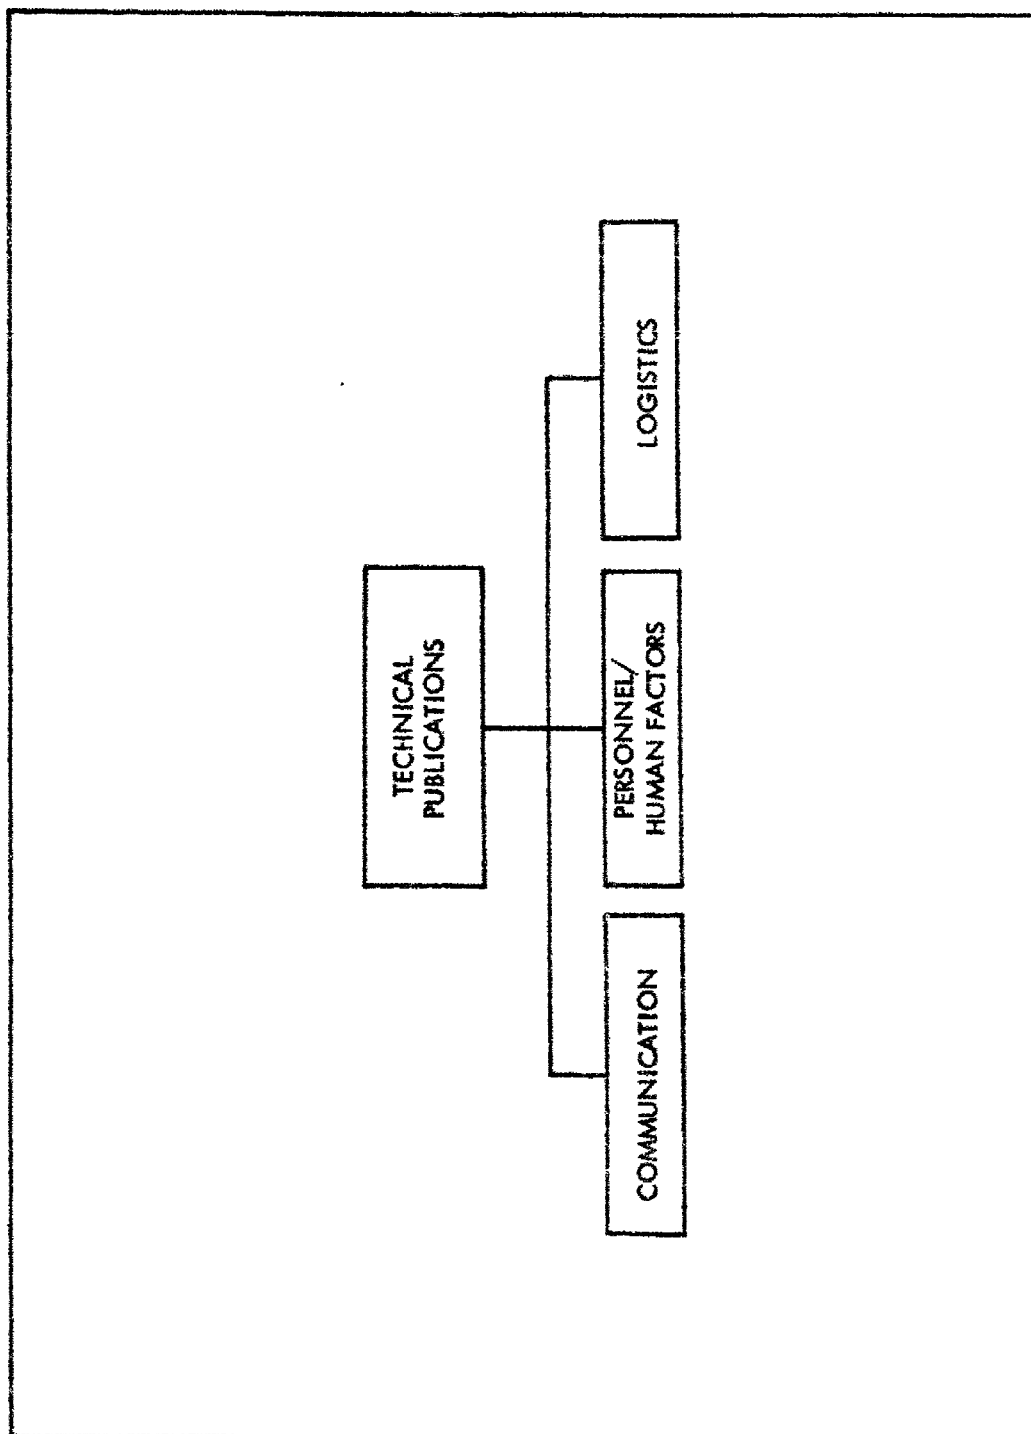 TECHNICAL
PUBLICATIONS
COMMUNICATION
PERSONNEL/
HUMAN FACTORS
LOGISTICS